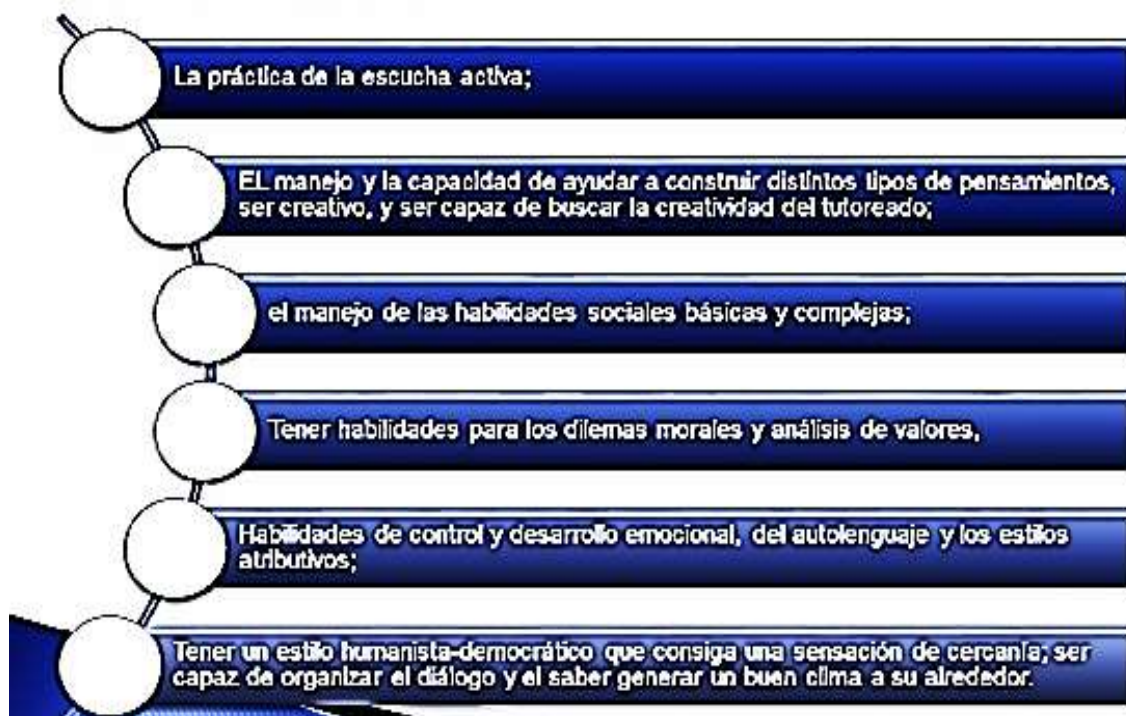 La práctica de la escucha activa;
EL manejo y la capacidad de ayudar a construir distintos tipos de pensamientos,
ser creativo, y ser capaz de buscar la creatividad del tutoreado;
el manejo de las habilidades sociales básicas y complejas;
Tener habilidades para los dilemas morales y análisis de valores,
Habilidades de control y desarrollo emocional, del autolenguaje y los estilos
atributivos;
Tener un estilo humanista-democrático que consiga una sensación de cercanía; ser
capaz de organizar el diálogo y el saber generar un buen clima a su alrededor.